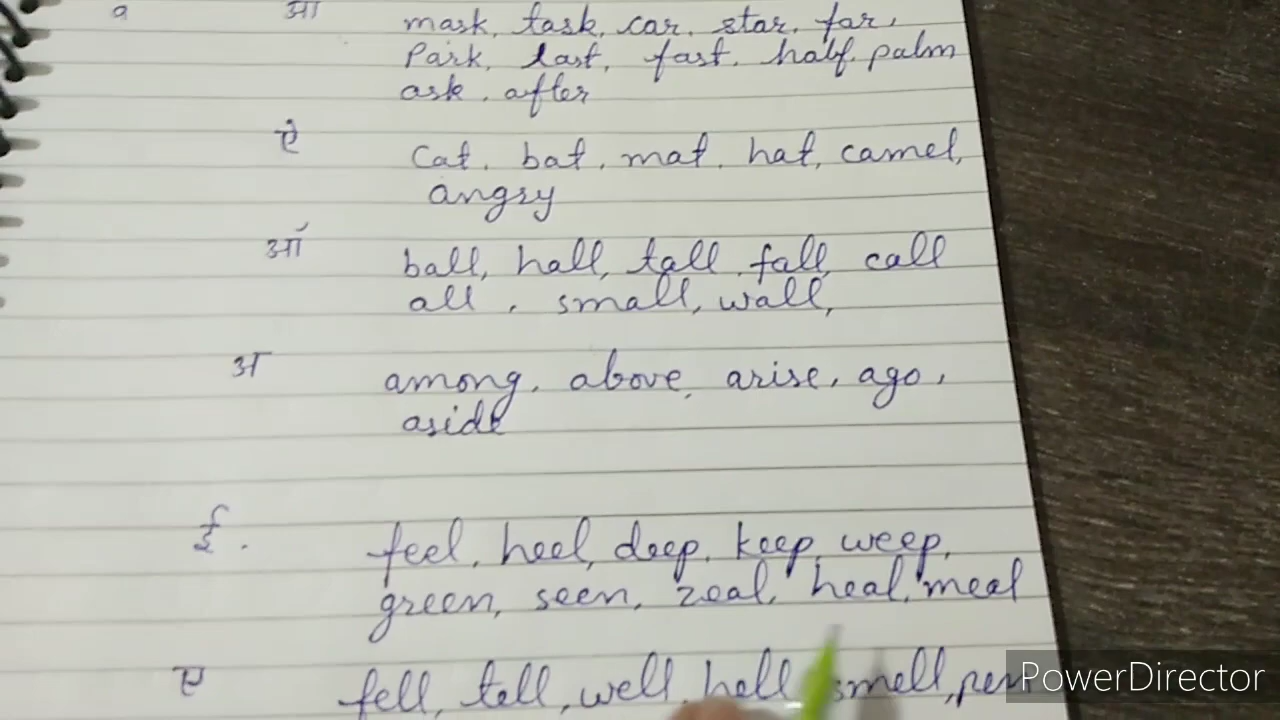 a आ mask, task, car, star, far,
Park, last, fast, half, palm
ask, after
ऐ cat, bat, mat, hat, camel,
angry
ऑ ball, hall, tall, fall, call
all, small, wall,
अ among, above, arise, ago,
aside
ई. feel, heel, deep, keep, weep,
green, seen, zeal, heal, meal
ए fell, tell, well, hell, smell,
PowerDirector